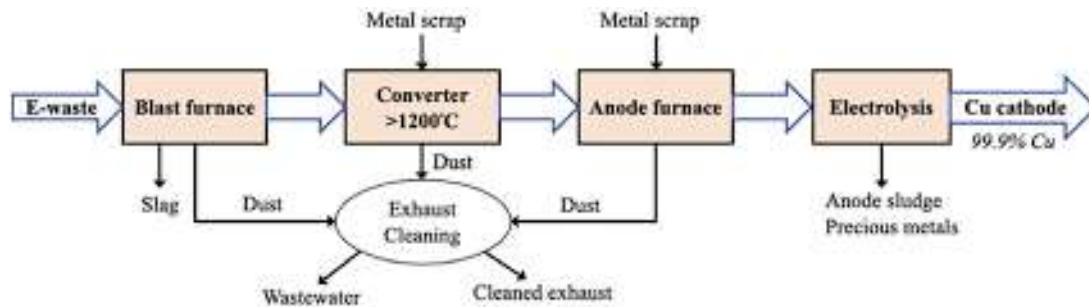 Metal scrap
Metal scrap
E-waste
Blast furnace
Converter
>1200°C
Anode furnace
Electrolysis
Cu cathode
99.9% Cu
Slag
Dust
Dust
Dust
Exhaust
Cleaning
Anode sludge
Precious metals
Wastewater
Cleaned exhaust